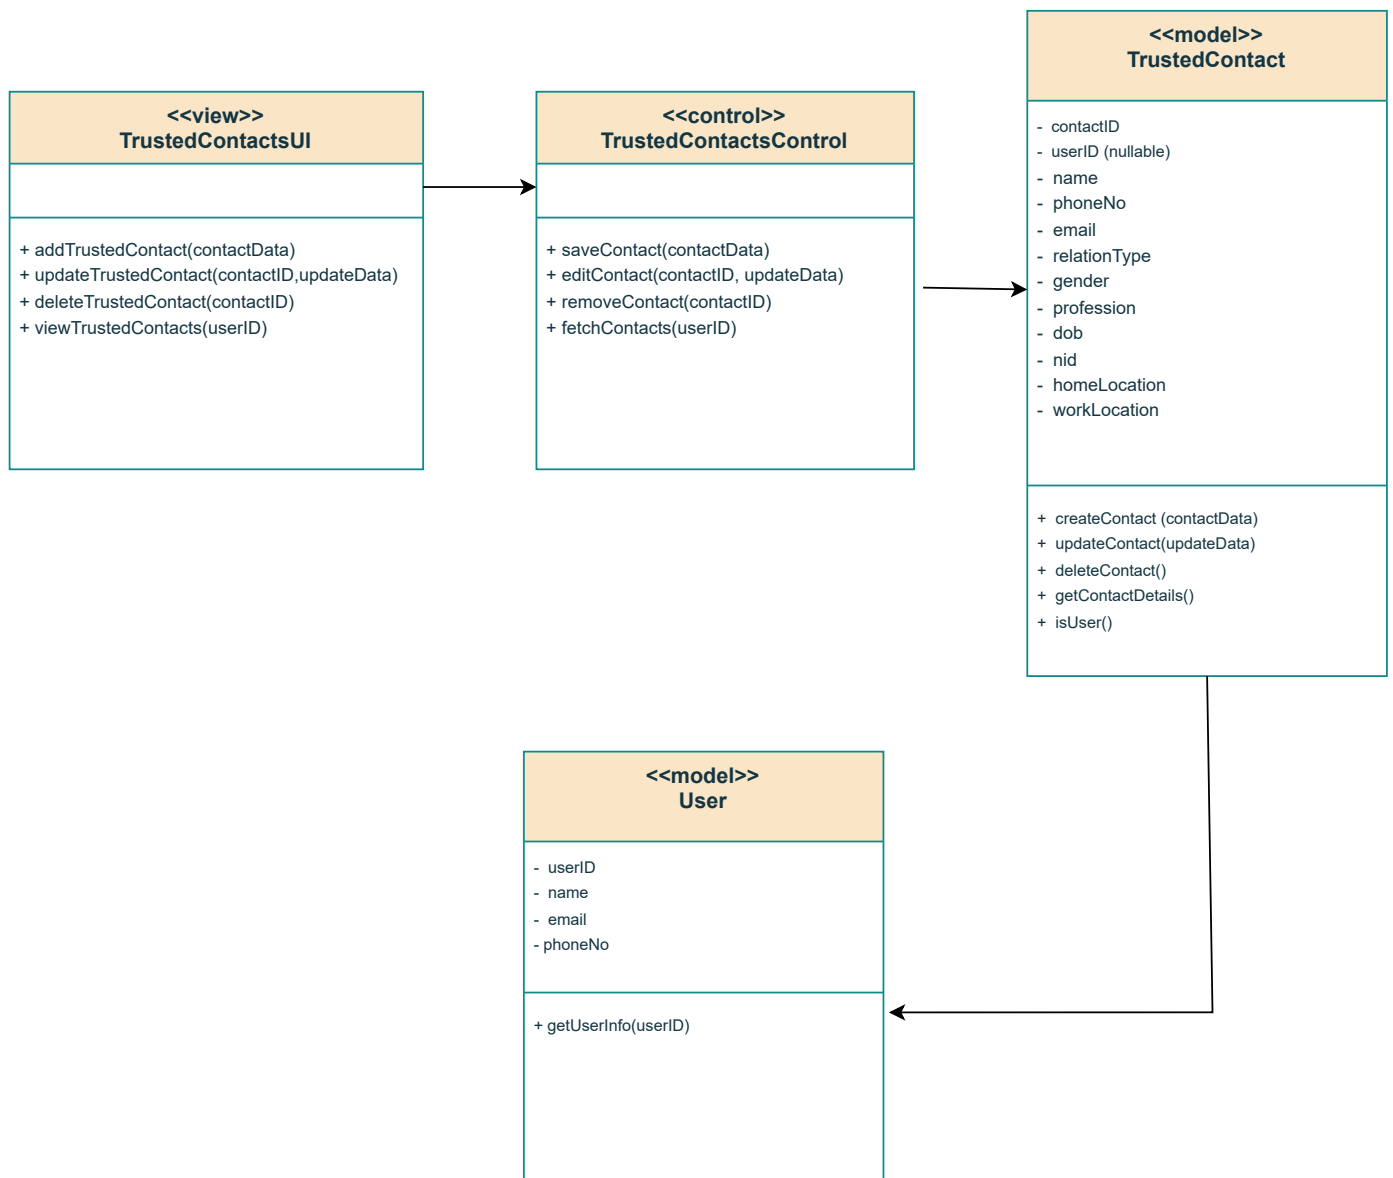 <<view>>
TrustedContactsUI
+ addTrustedContact(contactData)
+ updateTrustedContact(contactID,updateData)
+ deleteTrustedContact(contactID)
+ viewTrustedContacts(userID)
<<control>>
TrustedContactsControl
+ saveContact(contactData)
+ editContact(contactID, updateData)
+ removeContact(contactID)
+ fetchContacts(userID)
<<model>>
TrustedContact
- contactID
- userID (nullable)
- name
- phoneNo
- email
- relationType
- gender
- profession
- dob
- nid
- homeLocation
- workLocation
+ createContact (contactData)
+ updateContact(updateData)
+ deleteContact()
+ getContactDetails()
+ isUser()
<<model>>
User
- userID
- name
- email
- phoneNo
+ getUserInfo(userID)